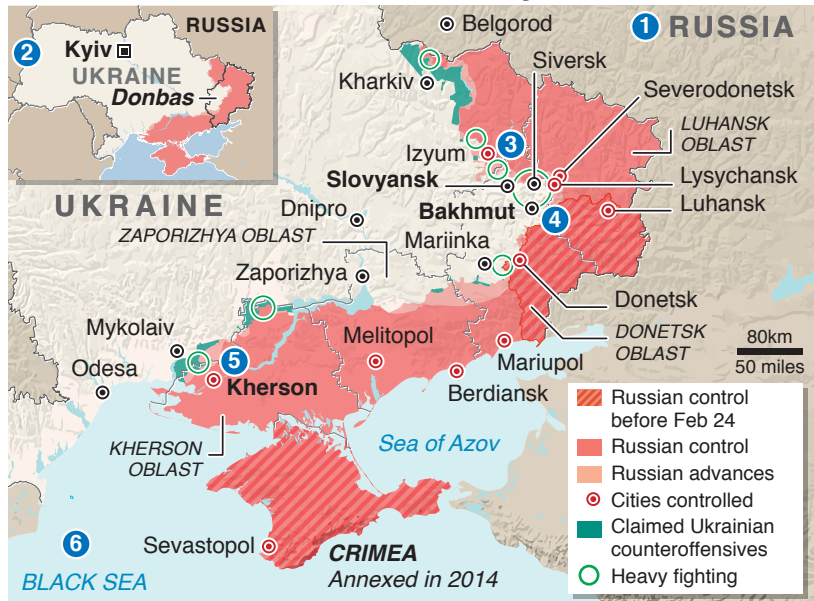 2
Kyiv
UKRAINE
Donbas
RUSSIA
Belgorod
1 RUSSIA
Siversk
Kharkiv
Severodonetsk
LUHANSK
OBLAST
3
Izyum
Slovyansk
Lysychansk
UKRAINE
Dnipro
Bakhmut
4
Luhansk
ZAPORIZHYA OBLAST
Mariinka
Zaporizhya
Donetsk
Mykolaiv
Melitopol
DONETSK
OBLAST
80km
50 miles
Odesa
5
Kherson
Mariupol
Berdiansk
KHERSON
OBLAST
Sea of Azov
6
BLACK SEA
Sevastopol
CRIMEA
Annexed in 2014
Russian control
before Feb 24
Russian control
Russian advances
Cities controlled
Claimed Ukrainian
counteroffensives
Heavy fighting